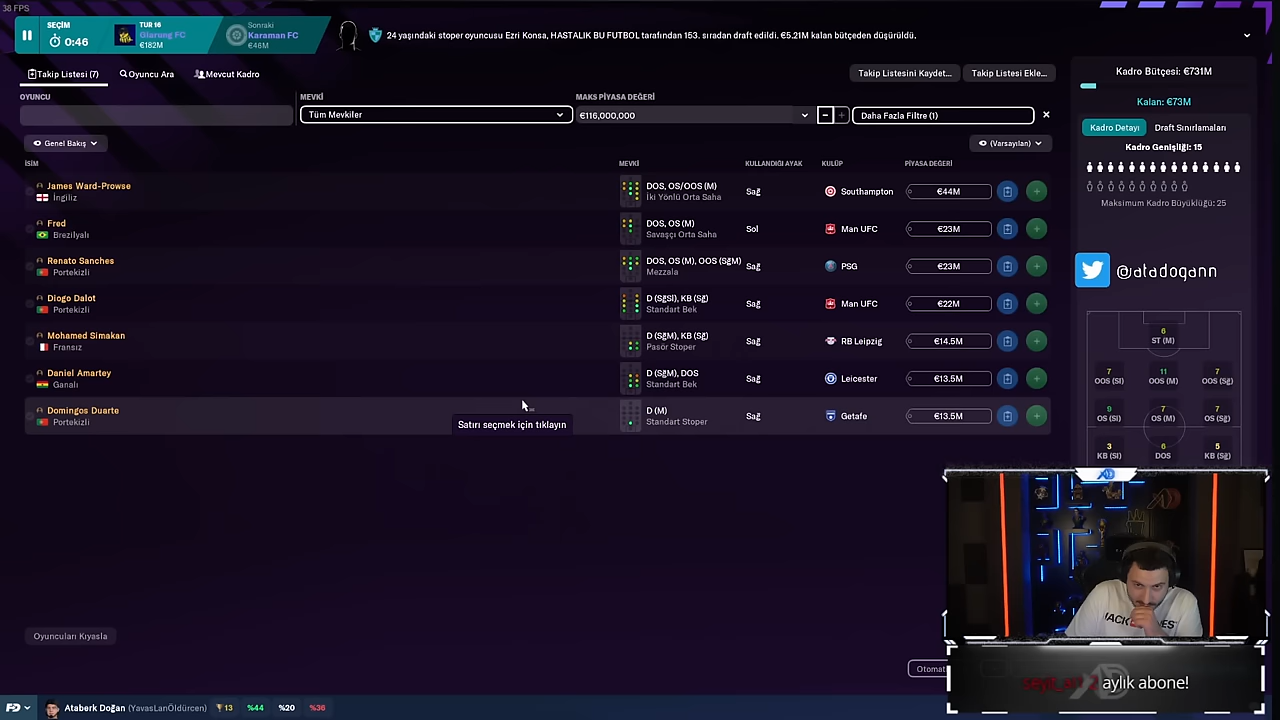 38 FPS
SEÇİM
0:46
TUR 16
Glarung FC
€182M
Sonraki
Karaman FC
€46M
24 yaşındaki stoper oyuncusu Ezri Konsa, HASTALIK BU FUTBOL tarafından 153. sıradan draft edildi. €5.21M kalan bütçeden düşürüldü.
Takip Listesi (7)
Oyuncu Ara
Mevcut Kadro
Takip Listesini Kaydet...
Takip Listesi Ekle...
Kadro Bütçesi: €731M
Kalan: €73M
OYUNCU
MEVKİ
MAKS PİYASA DEĞERİ
Tüm Mevkiler
€116,000,000
Daha Fazla Filtre (1)
Kadro Detayı
Draft Sınırlamaları
Genel Bakış
(Varsayılan)
Kadro Genişliği: 15
Maksimum Kadro Büyüklüğü: 25
İSİM
MEVKİ
KULLANDIĞI AYAK
KULÜP
PİYASA DEĞERİ
James Ward-Prowse
İngiliz
DOS, OS/OOS (M)
İki Yönlü Orta Saha
Sağ
Southampton
€44M
Fred
Brezilyalı
DOS, OS (M)
Savaşçı Orta Saha
Sol
Man UFC
€23M
Renato Sanches
Portekizli
DOS, OS (M), OOS (SğM)
Mezzala
Sağ
PSG
€23M
Diogo Dalot
Portekizli
D (SğSl), KB (Sğ)
Standart Bek
Sağ
Man UFC
€22M
Mohamed Simakan
Fransız
D (SğM), KB (Sğ)
Pasör Stoper
Sağ
RB Leipzig
€14.5M
Daniel Amartey
Ganalı
D (SğM), DOS
Standart Bek
Sağ
Leicester
€13.5M
Domingos Duarte
Portekizli
D (M)
Standart Stoper
Sağ
Getafe
€13.5M
Satırı seçmek için tıklayın
@atadogann
6
ST (M)
7
OOS (Sl)
11
OOS (M)
7
OOS (Sğ)
9
OS (Sl)
7
OS (M)
7
OS (Sğ)
3
KB (Sl)
6
DOS
5
KB (Sğ)
Oyuncuları Kıyasla
Otomat
aylık abone!
Ataberk Doğan (YavasLanÖldürcen)
13
%44
%20
%36